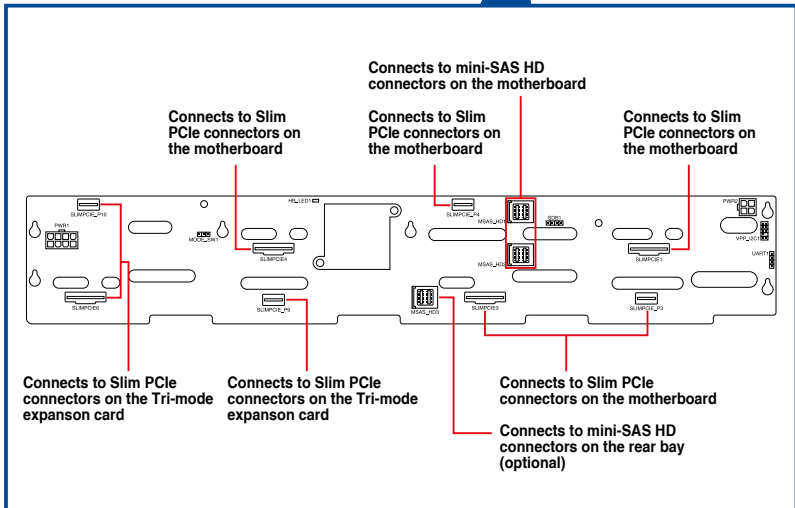 Connects to mini-SAS HD
connectors on the motherboard
Connects to Slim
PCIe connectors on
the motherboard
Connects to Slim
PCIe connectors on
the motherboard
Connects to Slim
PCIe connectors on
the motherboard
SLIMPCIE_P10
HB_LED1
SLIMPCIE_P4
MSAS_HD1
SOB1
PWR2
PWR1
MODE_SW1
VPP_I2C1
SLIMPCIE4
MSAS_HD2
SLIMPCIE1
UART1
SLIMPCIE6
SLIMPCIE_P9
MSAS_HD3
SLIMPCIE3
SLIMPCIE_P3
Connects to Slim PCIe
connectors on the Tri-mode
expanson card
Connects to Slim PCIe
connectors on the Tri-mode
expanson card
Connects to Slim PCIe
connectors on the motherboard
Connects to mini-SAS HD
connectors on the rear bay
(optional)